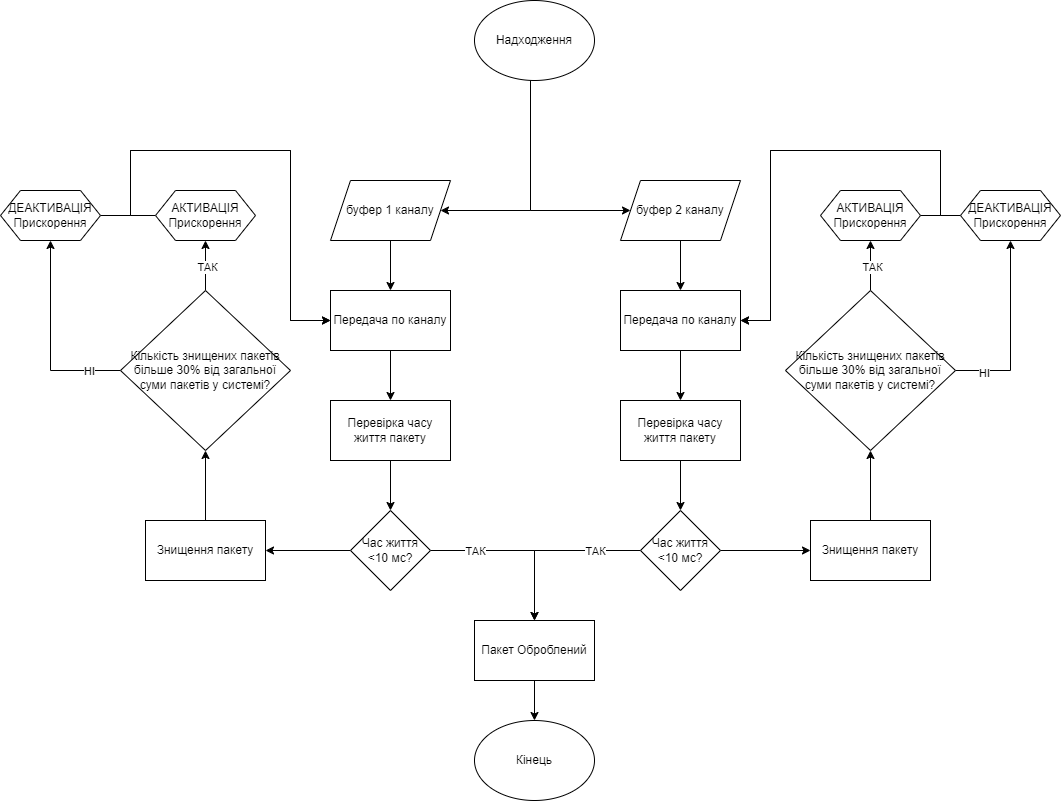 Надходження
ДЕАКТИВАЦІЯ
Прискорення
АКТИВАЦІЯ
Прискорення
буфер 1 каналу
буфер 2 каналу
АКТИВАЦІЯ
Прискорення
ДЕАКТИВАЦІЯ
Прискорення
ТАК
ТАК
Передача по каналу
Передача по каналу
Кількість знищених пакетів
більше 30% від загальної
суми пакетів у системі?
НІ
Кількість знищених пакетів
більше 30% від загальної
суми пакетів у системі?
НІ
Перевірка часу
життя пакету
Перевірка часу
життя пакету
Знищення пакету
Час життя
<10 мс?
ТАК
ТАК
Час життя
<10 мс?
Знищення пакету
Пакет Оброблений
Кінець